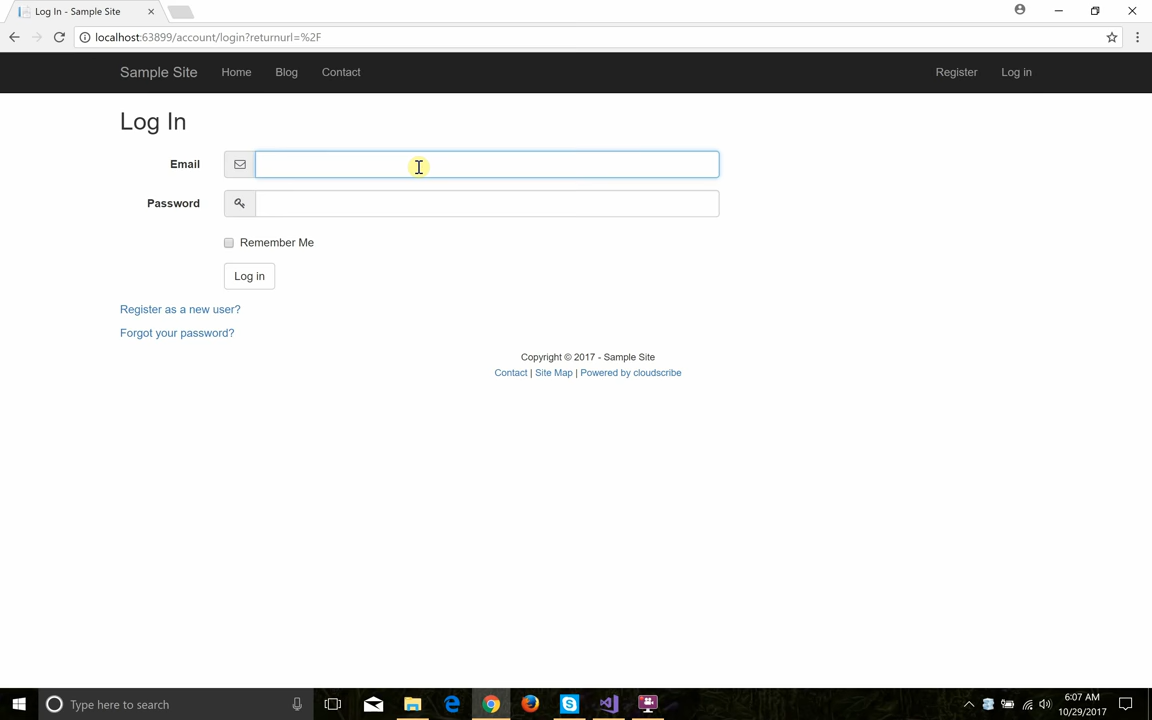 Log In - Sample Site
localhost:63899/account/login?returnurl=%2F
Sample Site Home Blog Contact Register Log in
Log In
Email
Password
Remember Me
Log in
Register as a new user?
Forgot your password?
Copyright © 2017 - Sample Site
Contact | Site Map | Powered by cloudscribe
Type here to search
6:07 AM
10/29/2017